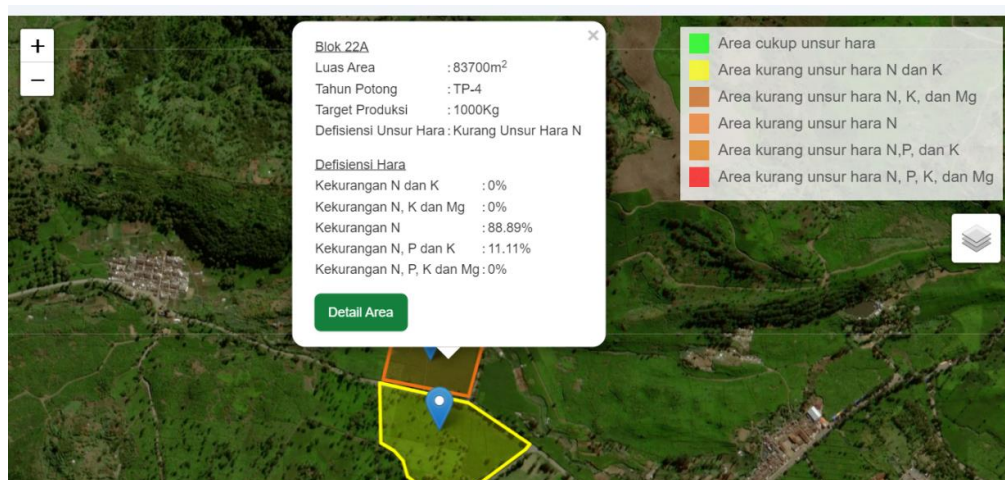 +
−
×
Blok 22A
Luas Area : 83700m²
Tahun Potong : TP-4
Target Produksi : 1000Kg
Defisiensi Unsur Hara : Kurang Unsur Hara N
Defisiensi Hara
Kekurangan N dan K : 0%
Kekurangan N, K dan Mg : 0%
Kekurangan N : 88.89%
Kekurangan N, P dan K : 11.11%
Kekurangan N, P, K dan Mg : 0%
Detail Area
Area cukup unsur hara
Area kurang unsur hara N dan K
Area kurang unsur hara N, K, dan Mg
Area kurang unsur hara N
Area kurang unsur hara N,P, dan K
Area kurang unsur hara N, P, K, dan Mg